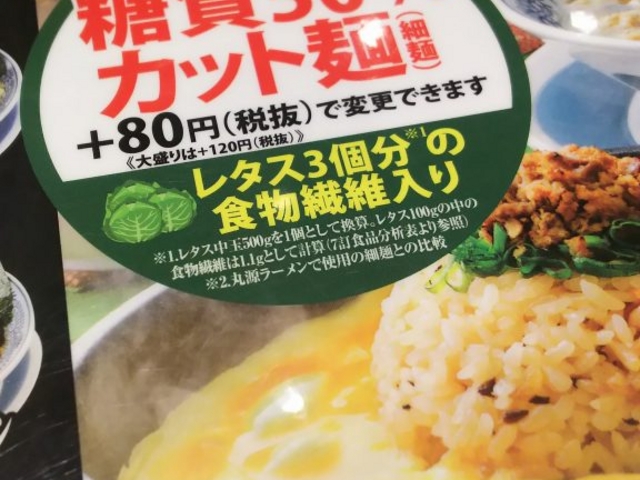 糖質30%
カット麺(細麺)
+80円(税抜)で変更できます
《大盛りは+120円(税抜)》
レタス3個分※1の
食物繊維入り
※1.レタス中玉500gを1個として換算。レタス100gの中の
食物繊維は1.1gとして計算(7訂食品分析表より参照)
※2.丸源ラーメンで使用の細麺との比較